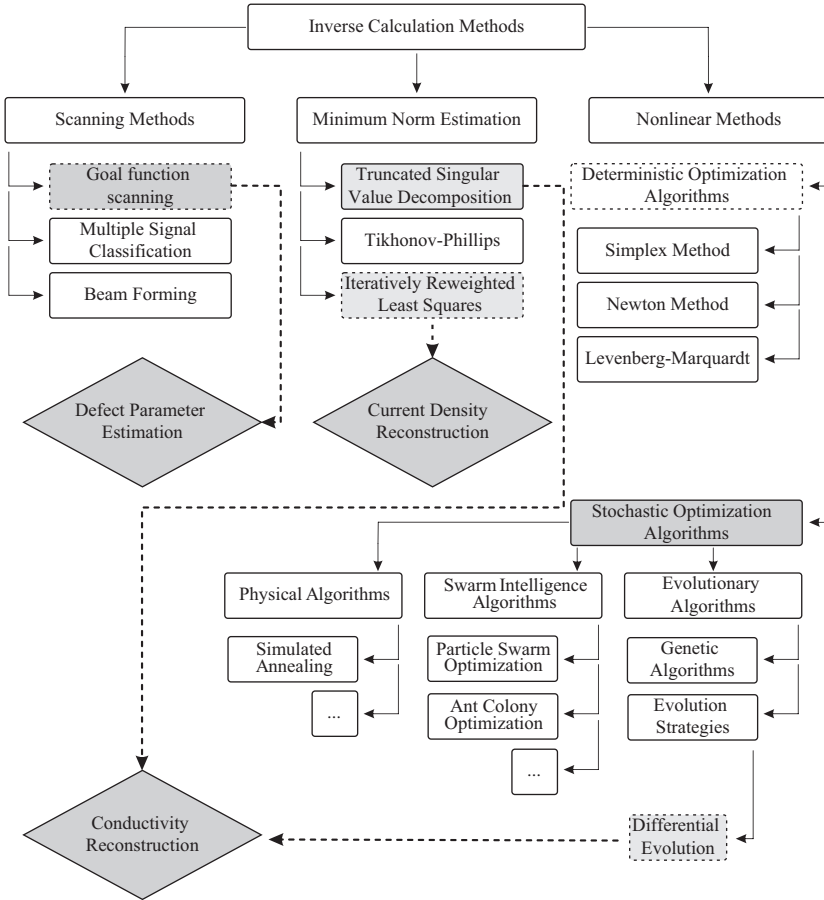 Inverse Calculation Methods
Scanning Methods
Minimum Norm Estimation
Nonlinear Methods
Goal function
scanning
Truncated Singular
Value Decomposition
Deterministic Optimization
Algorithms
Multiple Signal
Classification
Tikhonov-Phillips
Simplex Method
Beam Forming
Iteratively Reweighted
Least Squares
Newton Method
Levenberg-Marquardt
Defect Parameter
Estimation
Current Density
Reconstruction
Stochastic Optimization
Algorithms
Physical Algorithms
Swarm Intelligence
Algorithms
Evolutionary
Algorithms
Simulated
Annealing
Particle Swarm
Optimization
Genetic
Algorithms
...
Ant Colony
Optimization
Evolution
Strategies
...
Conductivity
Reconstruction
Differential
Evolution